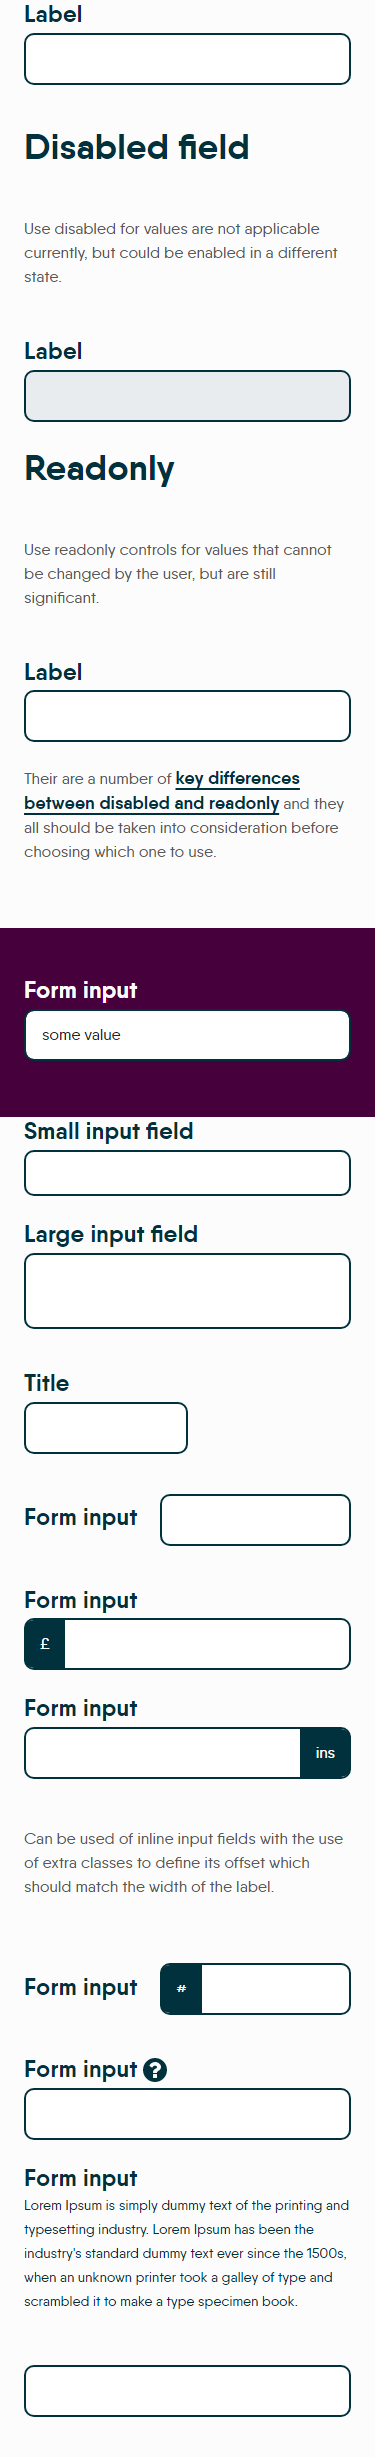 Label
Disabled field
Use disabled for values are not applicable
currently, but could be enabled in a different
state.
Label
Readonly
Use readonly controls for values that cannot
be changed by the user, but are still
significant.
Label
Their are a number of key differences
between disabled and readonly and they
all should be taken into consideration before
choosing which one to use.
Form input
some value
Small input field
Large input field
Title
Form input
Form input
£
Form input
ins
Can be used of inline input fields with the use
of extra classes to define its offset which
should match the width of the label.
Form input #
Form input ?
Form input
Lorem Ipsum is simply dummy text of the printing and
typesetting industry. Lorem Ipsum has been the
industry's standard dummy text ever since the 1500s,
when an unknown printer took a galley of type and
scrambled it to make a type specimen book.